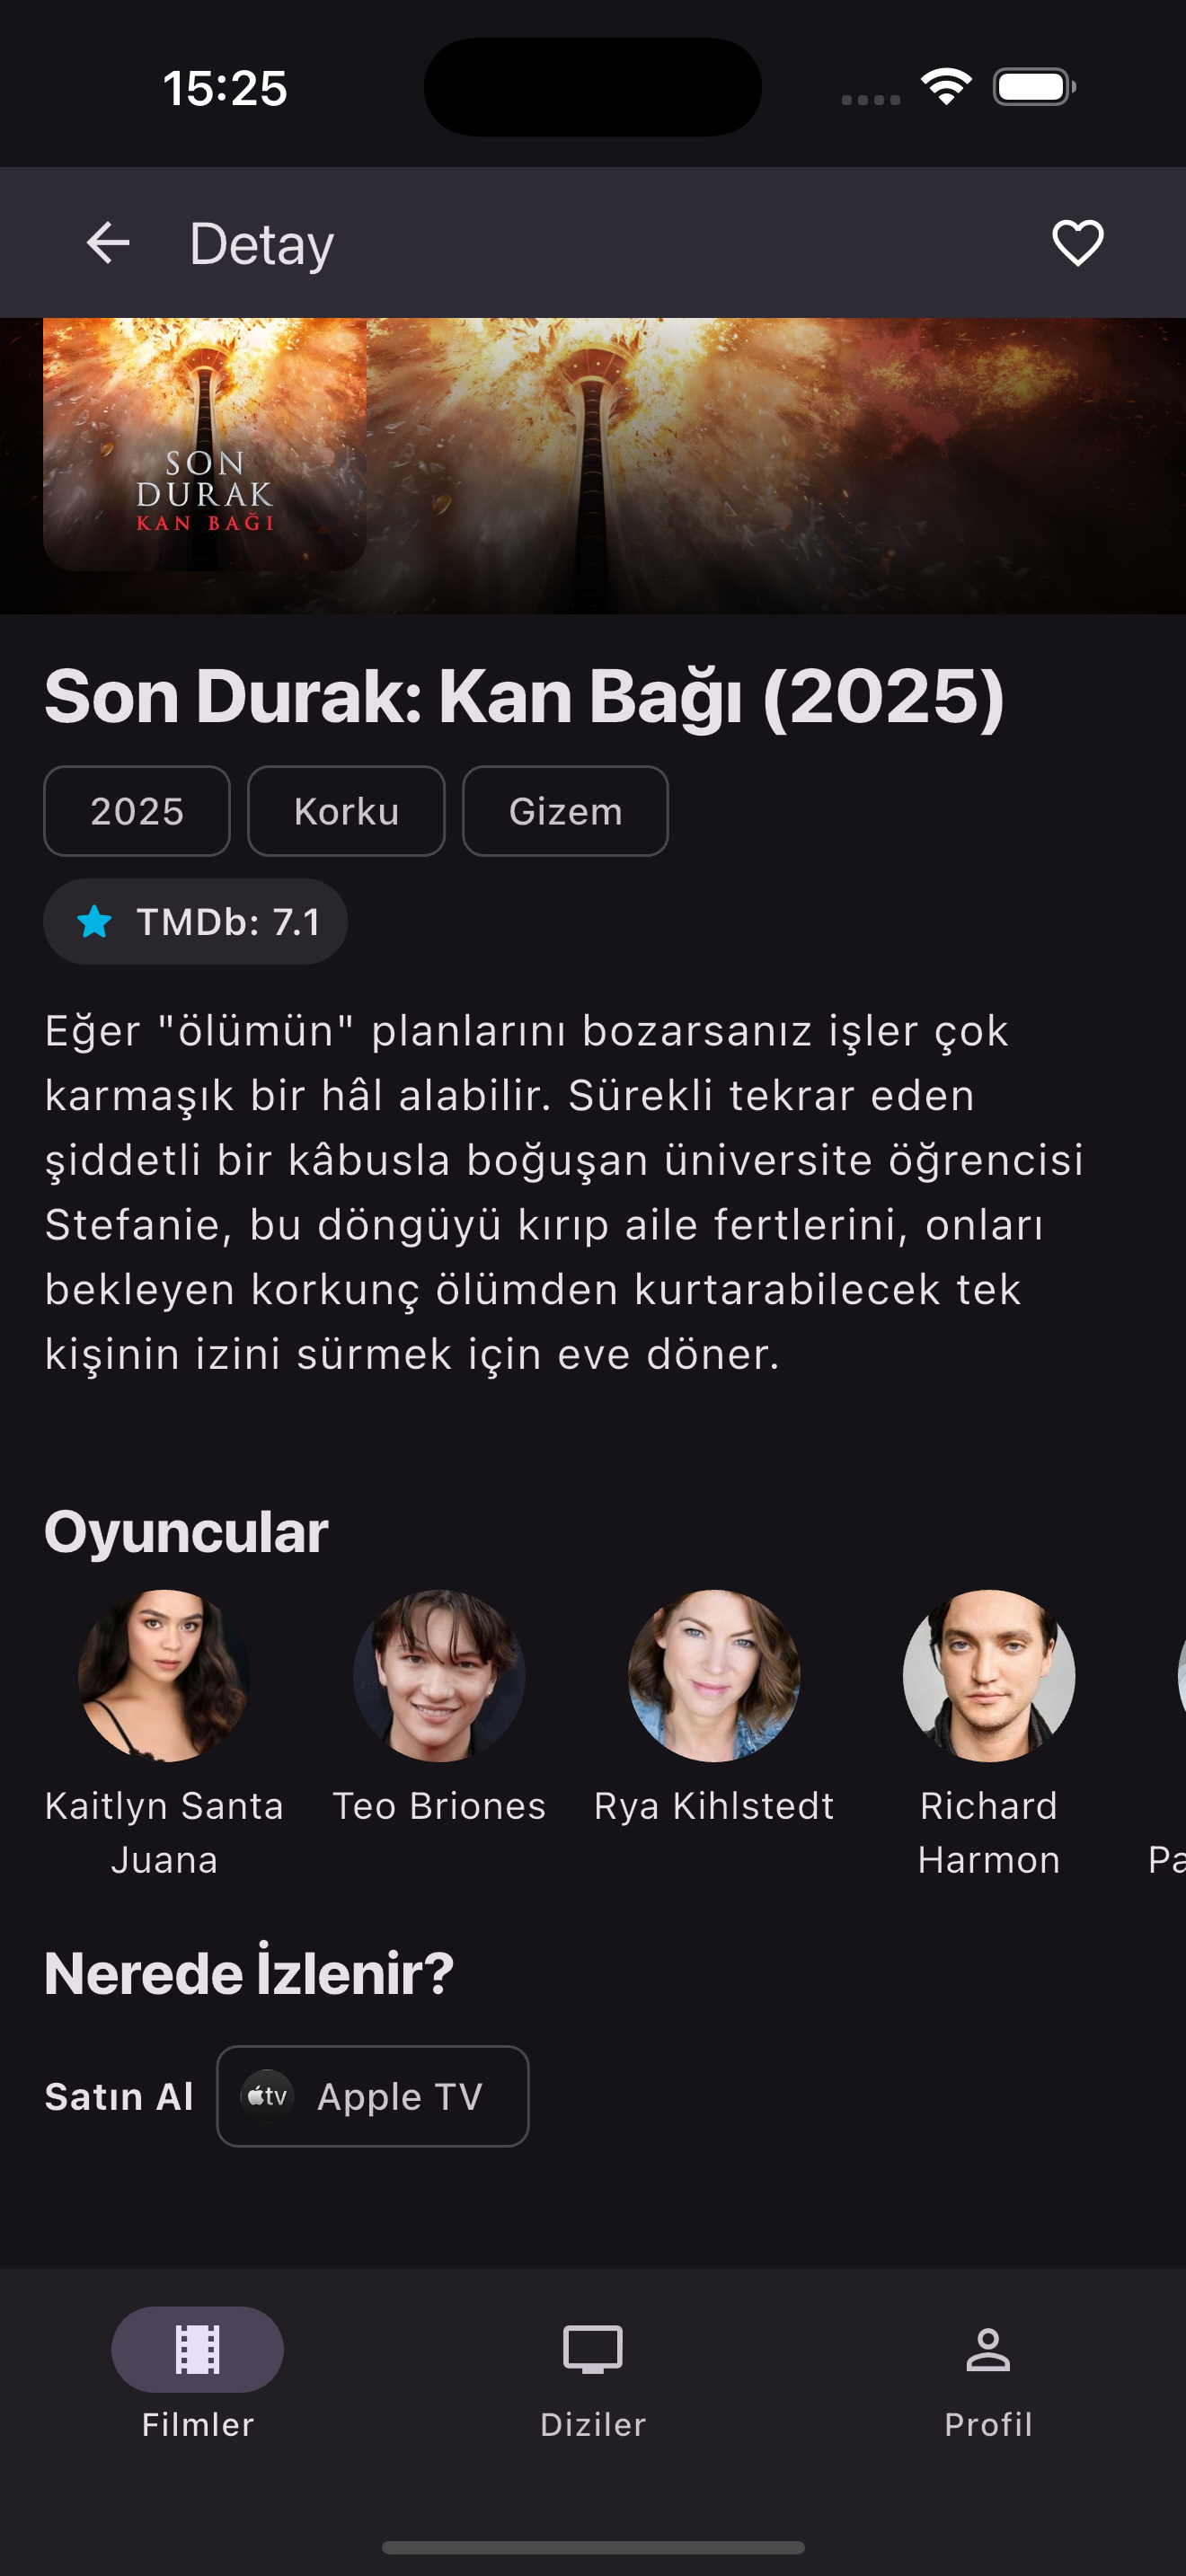 15:25
Detay
SON
DURAK
KAN BAĞI
Son Durak: Kan Bağı (2025)
2025 Korku Gizem
TMDb: 7.1
Eğer "ölümün" planlarını bozarsanız işler çok
karmaşık bir hâl alabilir. Sürekli tekrar eden
şiddetli bir kâbusla boğuşan üniversite öğrencisi
Stefanie, bu döngüyü kırıp aile fertlerini, onları
bekleyen korkunç ölümden kurtarabilecek tek
kişinin izini sürmek için eve döner.
Oyuncular
Kaitlyn Santa
Juana
Teo Briones
Rya Kihlstedt
Richard
Harmon
Nerede İzlenir?
Satın Al tv Apple TV
Filmler Diziler Profil